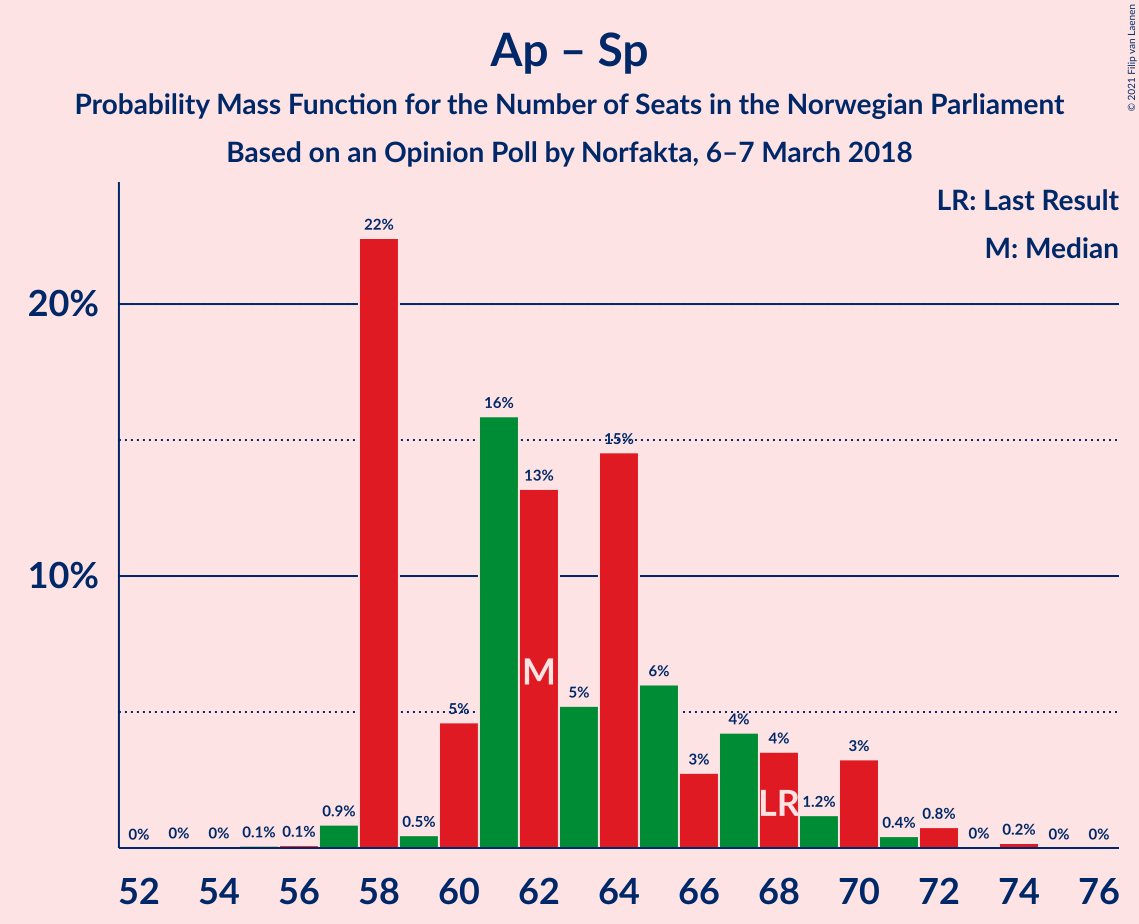 Ap – Sp
Probability Mass Function for the Number of Seats in the Norwegian Parliament
Based on an Opinion Poll by Norfakta, 6–7 March 2018
© 2021 Filip van Laenen
LR: Last Result
M: Median
20%
10%
0% 0% 0% 0.1% 0.1% 0.9% 22% 0.5% 5% 16% 13% 5% 15% 6% 3% 4% 4% 1.2% 3% 0.4% 0.8% 0% 0.2% 0% 0%
M
LR
52 54 56 58 60 62 64 66 68 70 72 74 76